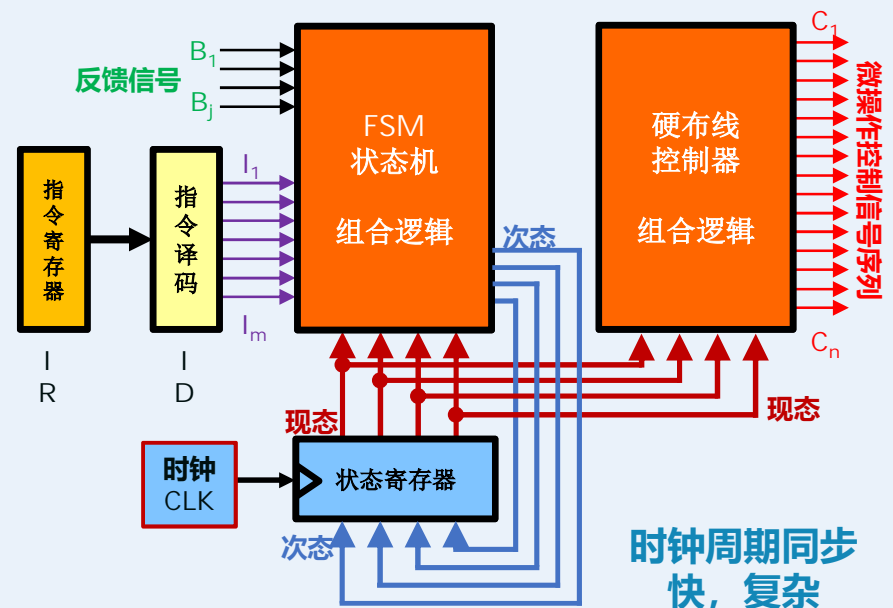 B1
反馈信号
Bj
FSM
状态机
组合逻辑
硬布线
控制器
组合逻辑
C1
微操作控制信号序列
Cn
指令寄存器
I
R
指令译码
I
D
I1
Im
次态
现态
现态
时钟
CLK
状态寄存器
次态
时钟周期同步
快，复杂